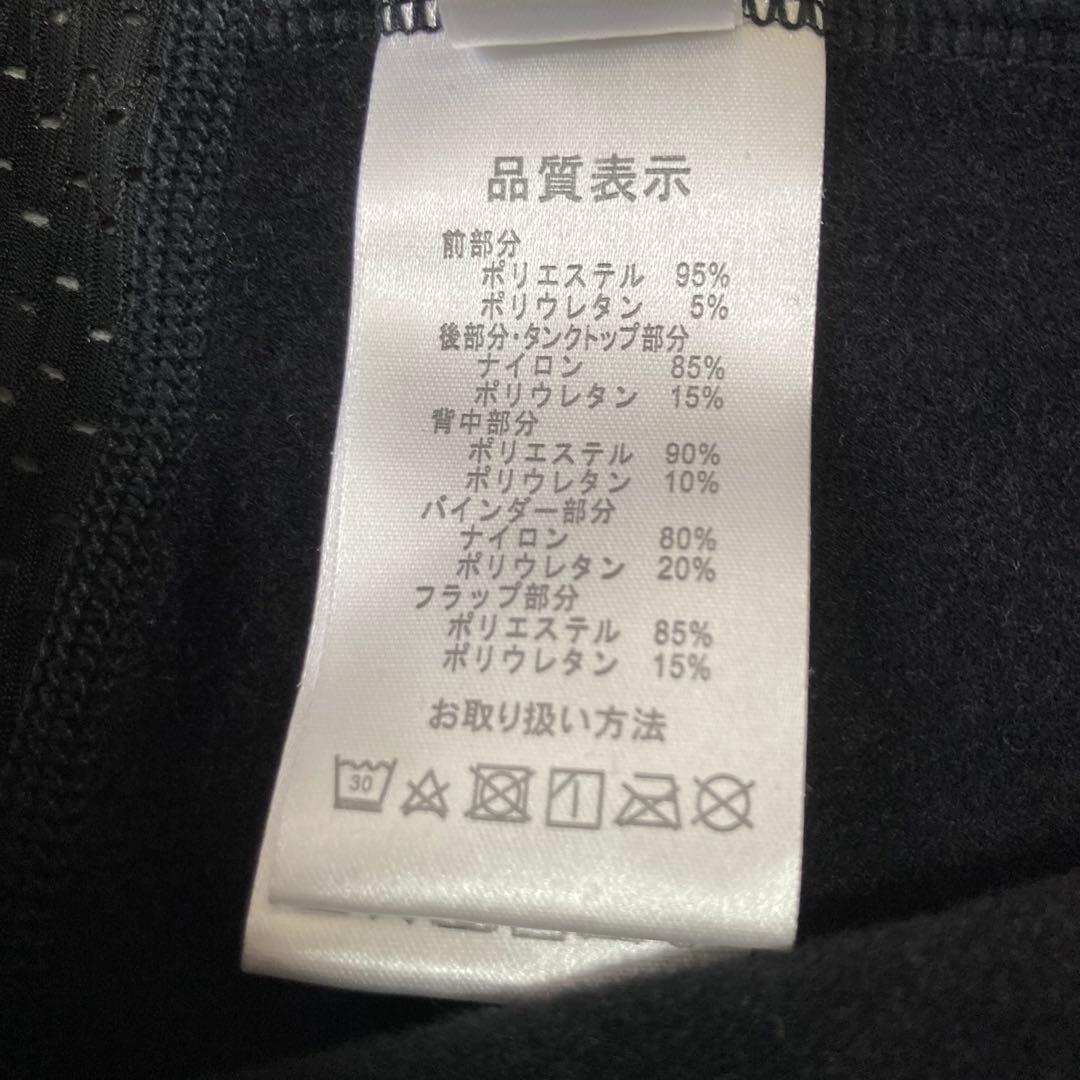 品質表示
前部分
ポリエステル 95%
ポリウレタン 5%
後部分・タンクトップ部分
ナイロン 85%
ポリウレタン 15%
背中部分
ポリエステル 90%
ポリウレタン 10%
バインダー部分
ナイロン 80%
ポリウレタン 20%
フラップ部分
ポリエステル 85%
ポリウレタン 15%
お取り扱い方法
30